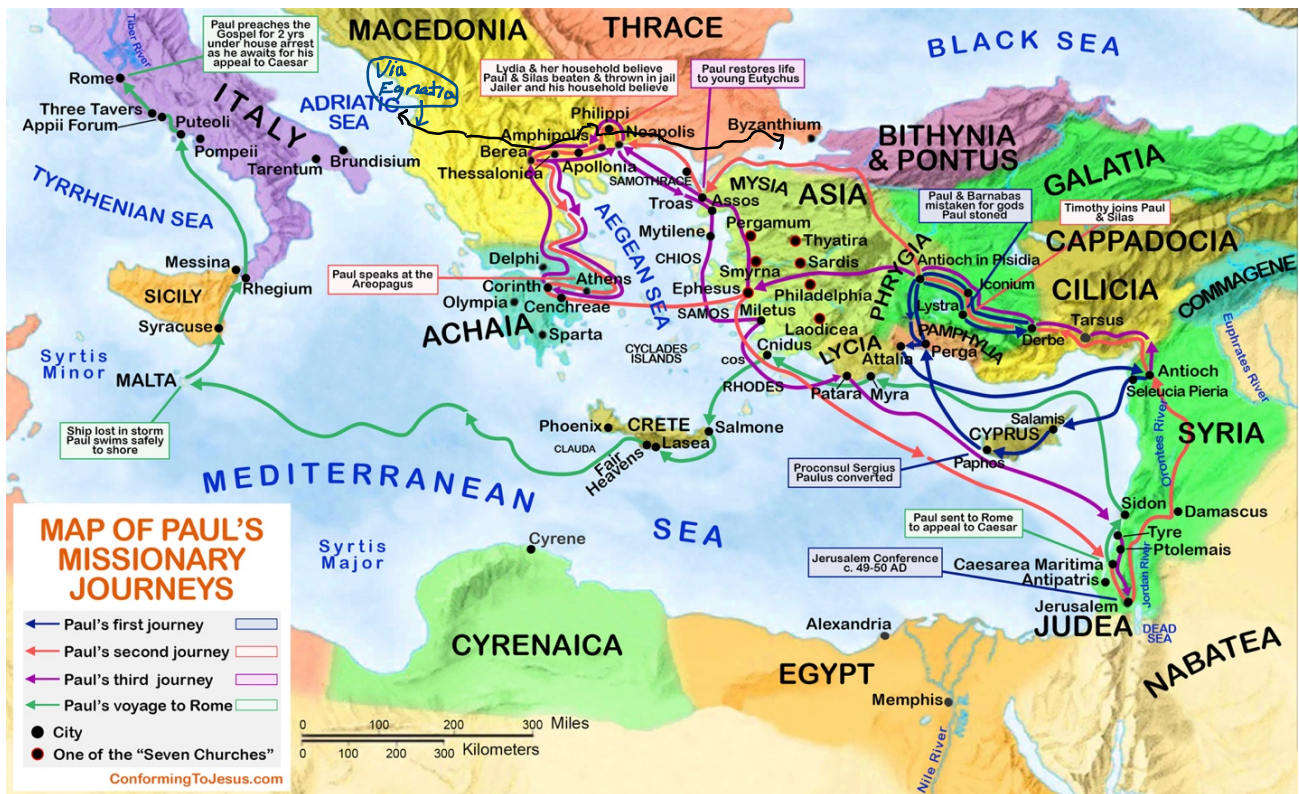 MACEDONIA
THRACE
BLACK SEA
Via
Egnatia
Paul preaches the
Gospel for 2 yrs
under house arrest
as he awaits for his
appeal to Caesar
Tiber River
Rome
ITALY
ADRIATIC
SEA
Three Tavers
Appii Forum
Puteoli
Pompeii
Tarentum
Brundisium
TYRRHENIAN SEA
Lydia & her household believe
Paul & Silas beaten & thrown in jail
Jailer and his household believe
Paul restores life
to young Eutychus
Philippi
Amphipolis
Neapolis
Byzanthium
Berea
Thessalonica
Apollonia
SAMOTHRACE
BITHYNIA
& PONTUS
GALATIA
MYSIA
ASIA
Troas
Assos
Paul & Barnabas
mistaken for gods
Paul stoned
Timothy joins Paul
& Silas
CAPPADOCIA
COMMAGENE
AEGEAN SEA
Mytilene
Pergamum
Thyatira
CHIOS
Smyrna
Sardis
PHRYGIA
Antioch in Pisidia
Iconium
CILICIA
Euphrates River
Messina
Rhegium
SICILY
Syracuse
Paul speaks at the
Areopagus
Delphi
Corinth
Athens
Olympia
Cenchreae
ACHAIA
Sparta
Ephesus
Philadelphia
Lystra
Tarsus
SAMOS
Miletus
Laodicea
PAMPHYLIA
Derbe
CYCLADES
ISLANDS
Cnidus
LYCIA
Attalia
Perga
COS
RHODES
Patara
Myra
Antioch
Seleucia Pieria
Syrtis
Minor
MALTA
Ship lost in storm
Paul swims safely
to shore
Phoenix
CRETE
Salmone
CLAUDA
Lasea
Fair
Heavens
Salamis
CYPRUS
Paphos
Orontes River
SYRIA
Proconsul Sergius
Paulus converted
MEDITERRANEAN
SEA
Sidon
Damascus
Paul sent to Rome
to appeal to Caesar
Tyre
Ptolemais
Syrtis
Major
Cyrene
Jerusalem Conference
c. 49-50 AD
Caesarea Maritima
Antipatris
Jordan River
Jerusalem
JUDEA
DEAD
SEA
NABATEA
CYRENAICA
Alexandria
EGYPT
Memphis
Nile River
MAP OF PAUL'S
MISSIONARY
JOURNEYS
Paul's first journey
Paul's second journey
Paul's third journey
Paul's voyage to Rome
City
One of the "Seven Churches"
ConformingToJesus.com
0 100 200 300 Miles
0 100 200 300 Kilometers